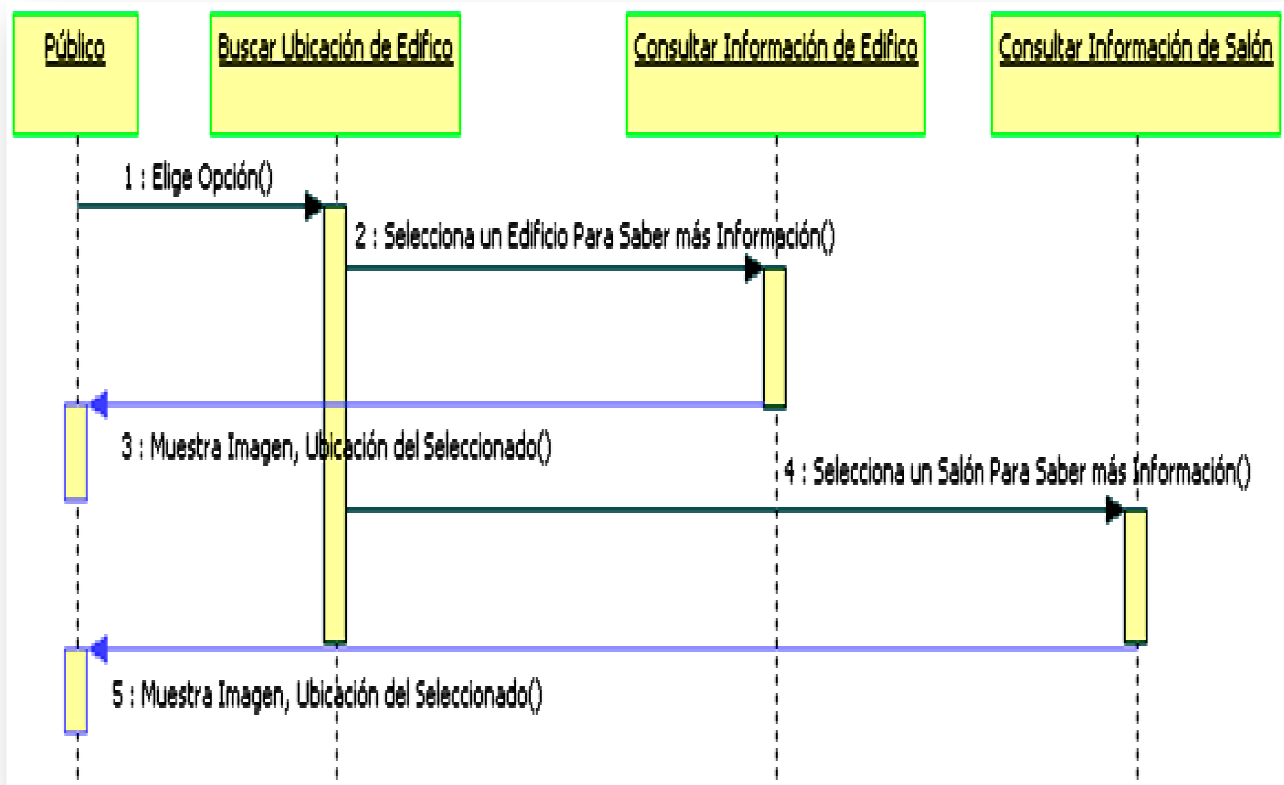 Público
Buscar Ubicación de Edifico
Consultar Información de Edifico
Consultar Información de Salón
1 : Elige Opción()
2 : Selecciona un Edificio Para Saber más Información()
3 : Muestra Imagen, Ubicación del Seleccionado()
4 : Selecciona un Salón Para Saber más Información()
5 : Muestra Imagen, Ubicación del Seleccionado()